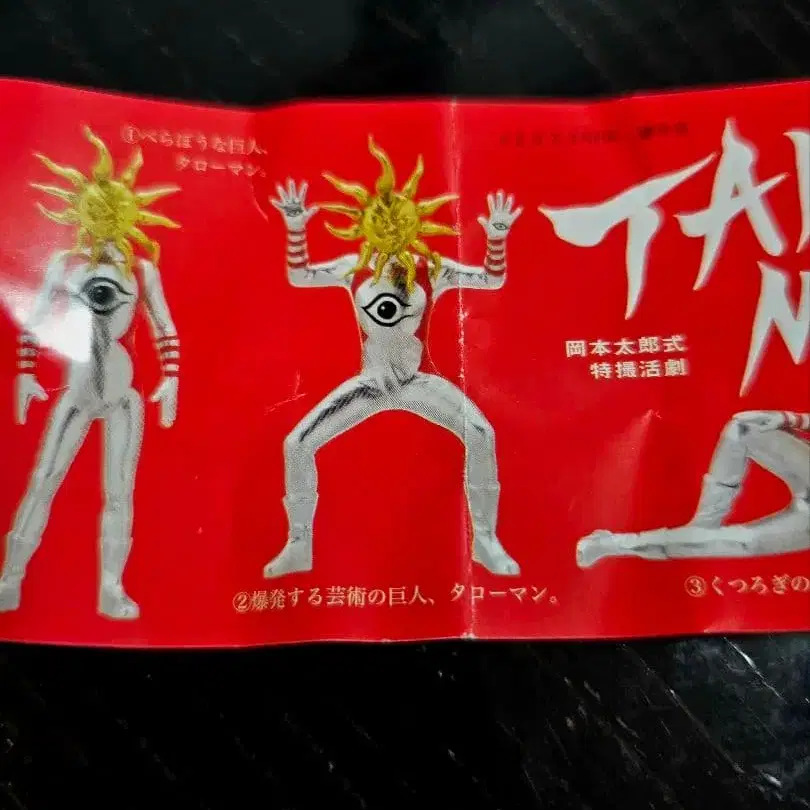 ①べらぼうな巨人、
タローマン。
TA
N
岡本太郎式
特撮活劇
②爆発する芸術の巨人、タローマン。
③くつろぎの